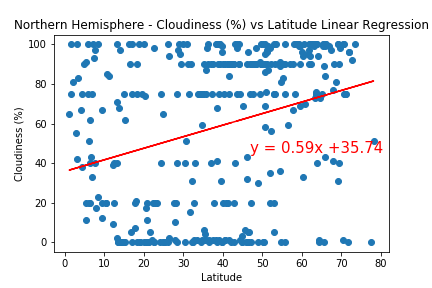 Northern Hemisphere - Cloudiness (%) vs Latitude Linear Regression
100
80
60
40
20
0
Cloudiness (%)
y = 0.59x +35.74
0 10 20 30 40 50 60 70 80
Latitude